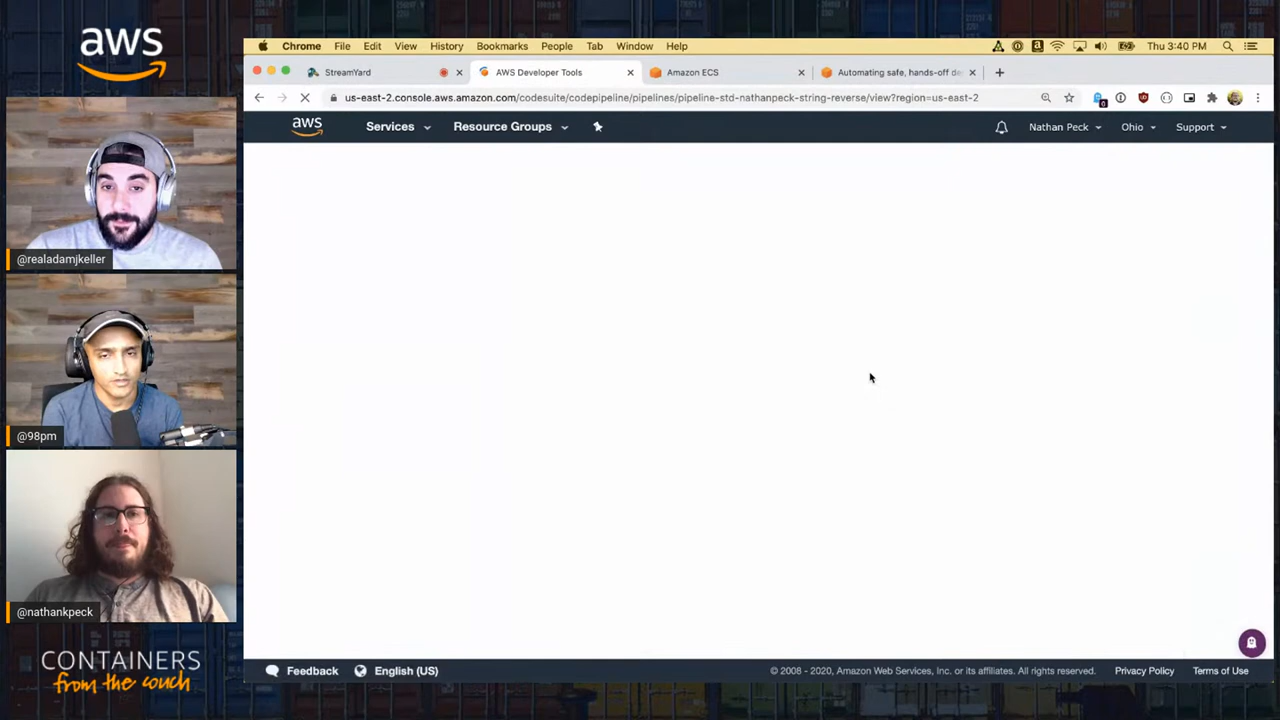 aws
@realadamjkeller
@98pm
@nathankpeck
CONTAINERS
from the couch
Chrome File Edit View History Bookmarks People Tab Window Help
Thu 3:40 PM
StreamYard
AWS Developer Tools
Amazon ECS
Automating safe, hands-off de
us-east-2.console.aws.amazon.com/codesuite/codepipeline/pipelines/pipeline-std-nathanpeck-string-reverse/view?region=us-east-2
aws Services Resource Groups
Nathan Peck Ohio Support
Feedback English (US)
© 2008 - 2020, Amazon Web Services, Inc. or its affiliates. All rights reserved. Privacy Policy Terms of Use